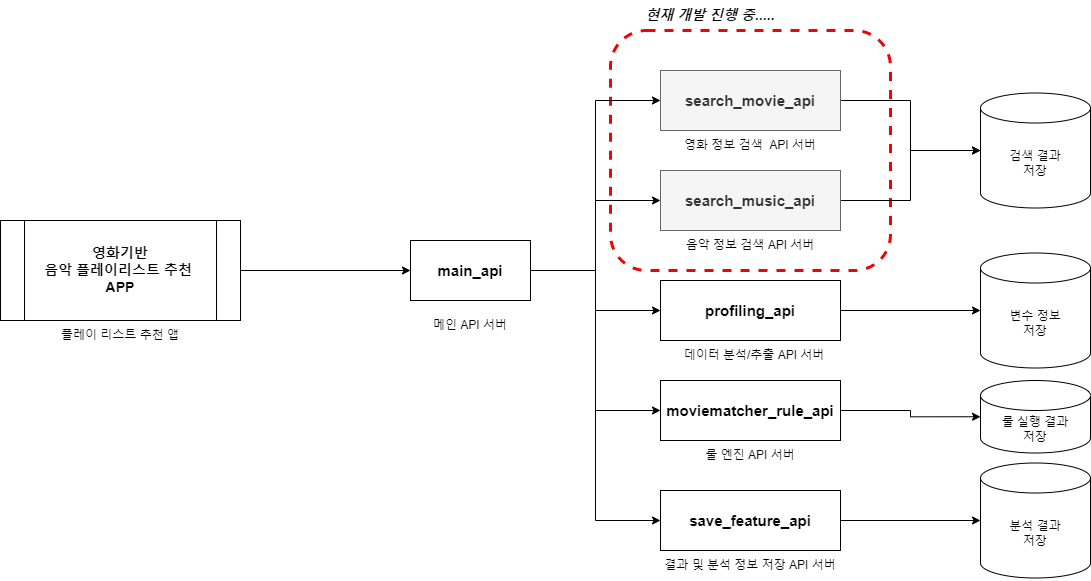 현재 개발 진행 중.....
search_movie_api
영화 정보 검색  API 서버
검색 결과
저장
search_music_api
음악 정보 검색 API 서버
영화기반
음악 플레이리스트 추천
APP
플레이 리스트 추천 앱
main_api
메인 API 서버
profiling_api
데이터 분석/추출 API 서버
변수 정보
저장
moviematcher_rule_api
룰 엔진 API 서버
룰 실행 결과
저장
save_feature_api
결과 및 분석 정보 저장 API 서버
분석 결과
저장